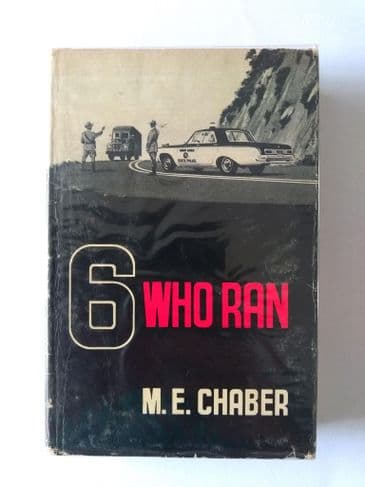 6 WHO RAN
M. E. CHABER